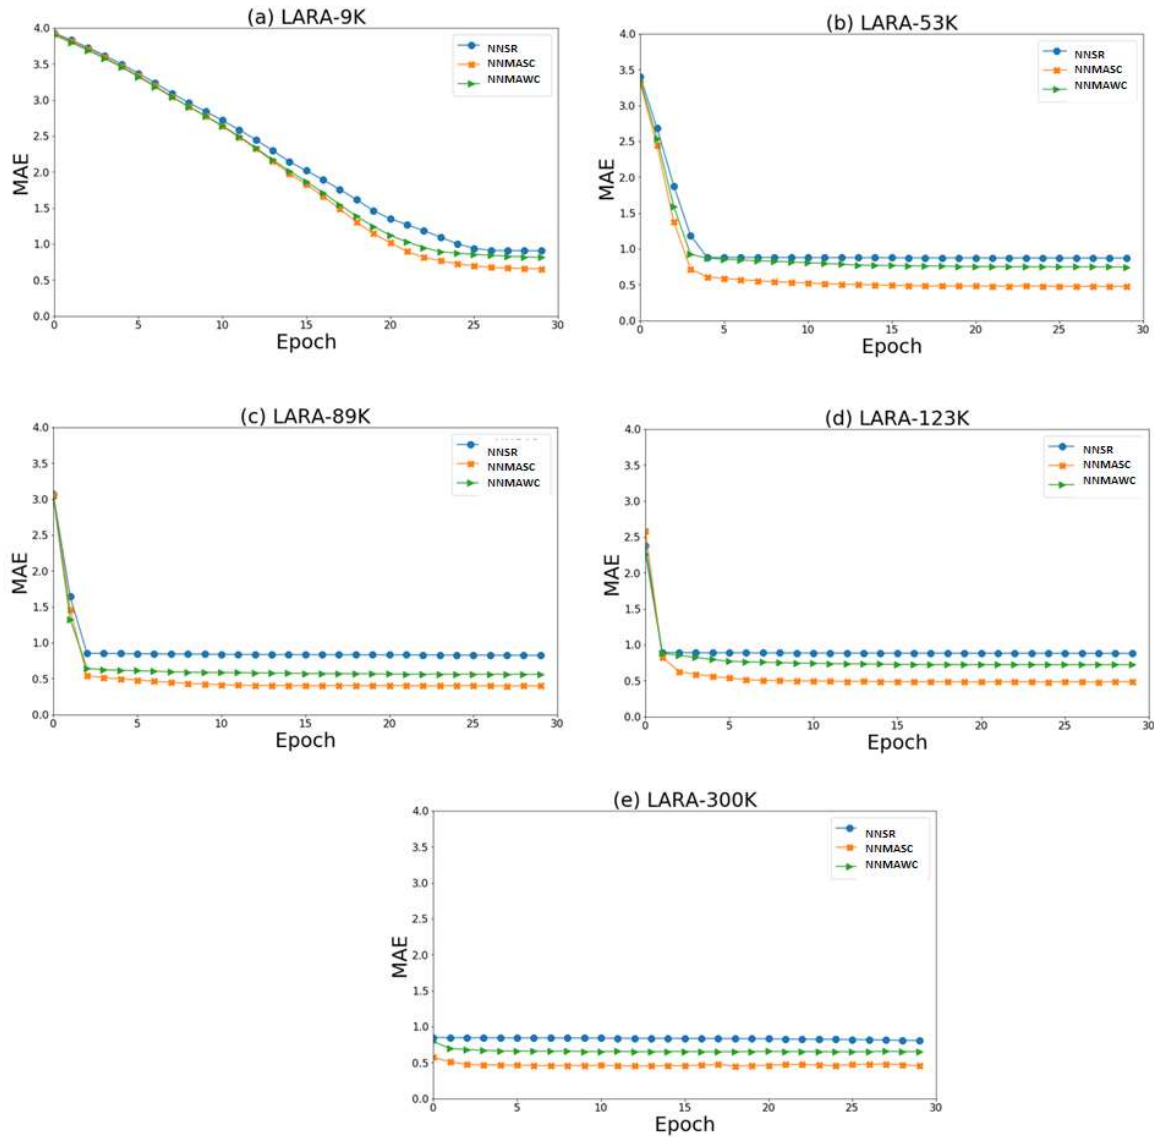 (a) LARA-9K
4.0
3.5
3.0
2.5
2.0
1.5
1.0
0.5
0.0
MAE
NNSR
NNMASC
NNMAWC
0 5 10 15 20 25 30
Epoch
(b) LARA-53K
4.0
3.5
3.0
2.5
2.0
1.5
1.0
0.5
0.0
MAE
NNSR
NNMASC
NNMAWC
0 5 10 15 20 25 30
Epoch
(c) LARA-89K
4.0
3.5
3.0
2.5
2.0
1.5
1.0
0.5
0.0
MAE
NNSR
NNMASC
NNMAWC
0 5 10 15 20 25 30
Epoch
(d) LARA-123K
4.0
3.5
3.0
2.5
2.0
1.5
1.0
0.5
0.0
MAE
NNSR
NNMASC
NNMAWC
0 5 10 15 20 25 30
Epoch
(e) LARA-300K
4.0
3.5
3.0
2.5
2.0
1.5
1.0
0.5
0.0
MAE
NNSR
NNMASC
NNMAWC
0 5 10 15 20 25 30
Epoch